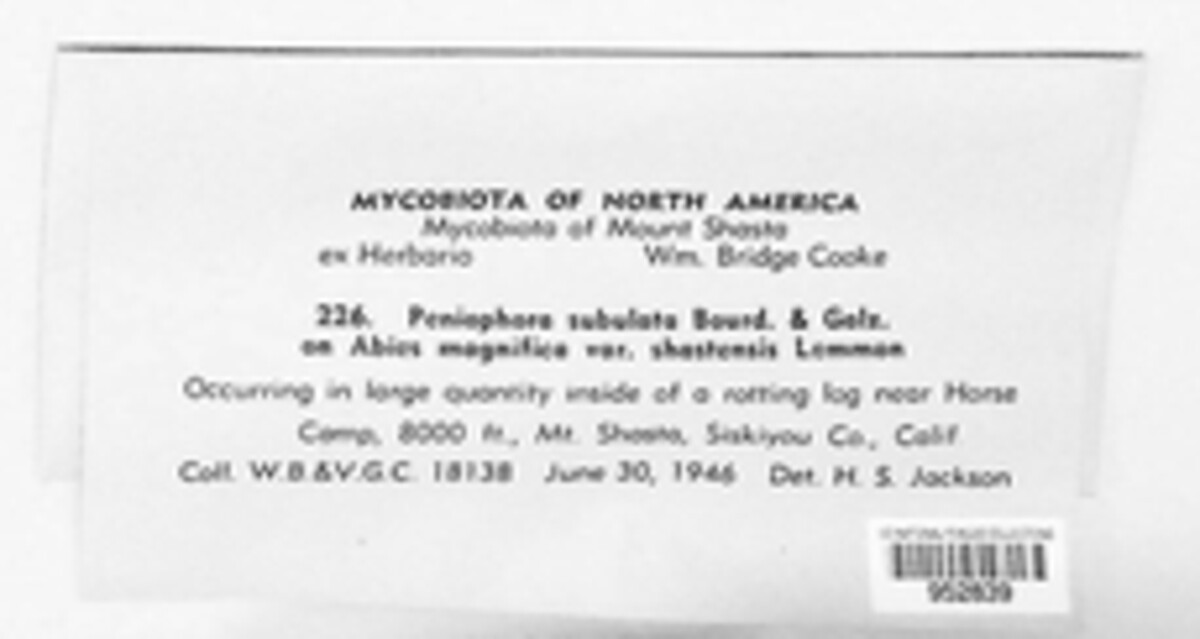 MYCOBIOTA OF NORTH AMERICA
Mycobiota of Mount Shasta
ex Herbario Wm. Bridge Cooke
226. Peniophora subulata Bourd. & Galz.
on Abies magnifica var. shastensis Lemmon
Occurring in large quantity inside of a rotting log near Horse
Camp, 8000 ft., Mt. Shasta, Siskiyou Co., Calif
Coll. W.B.&V.G.C. 18138 June 30, 1946 Det. H. S. Jackson
952839